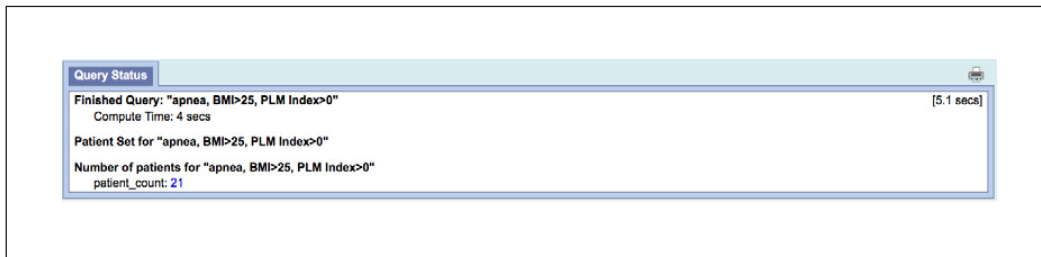 Query Status
Finished Query: "apnea, BMI>25, PLM Index>0" [5.1 secs]
Compute Time: 4 secs
Patient Set for "apnea, BMI>25, PLM Index>0"
Number of patients for "apnea, BMI>25, PLM Index>0"
patient_count: 21